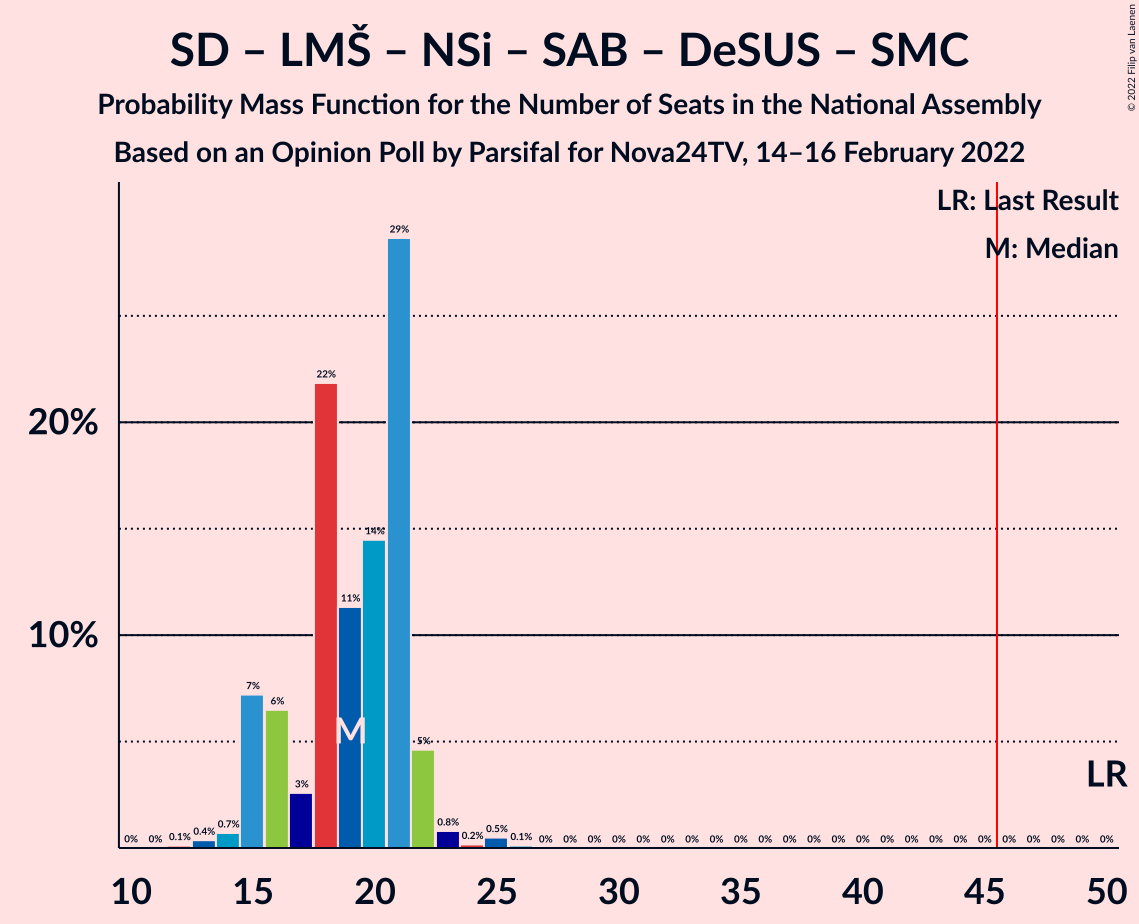 SD – LMŠ – NSi – SAB – DeSUS – SMC
Probability Mass Function for the Number of Seats in the National Assembly
Based on an Opinion Poll by Parsifal for Nova24TV, 14–16 February 2022
© 2022 Filip van Laenen
LR: Last Result
M: Median
29%
22%
20%
14%
11%
10%
7%
6%
M
5%
3%
LR
0% 0% 0.1% 0.4% 0.7% 0.8% 0.2% 0.5% 0.1% 0% 0% 0% 0% 0% 0% 0% 0% 0% 0% 0% 0% 0% 0% 0% 0% 0% 0% 0% 0% 0% 0% 0% 0%
10 15 20 25 30 35 40 45 50